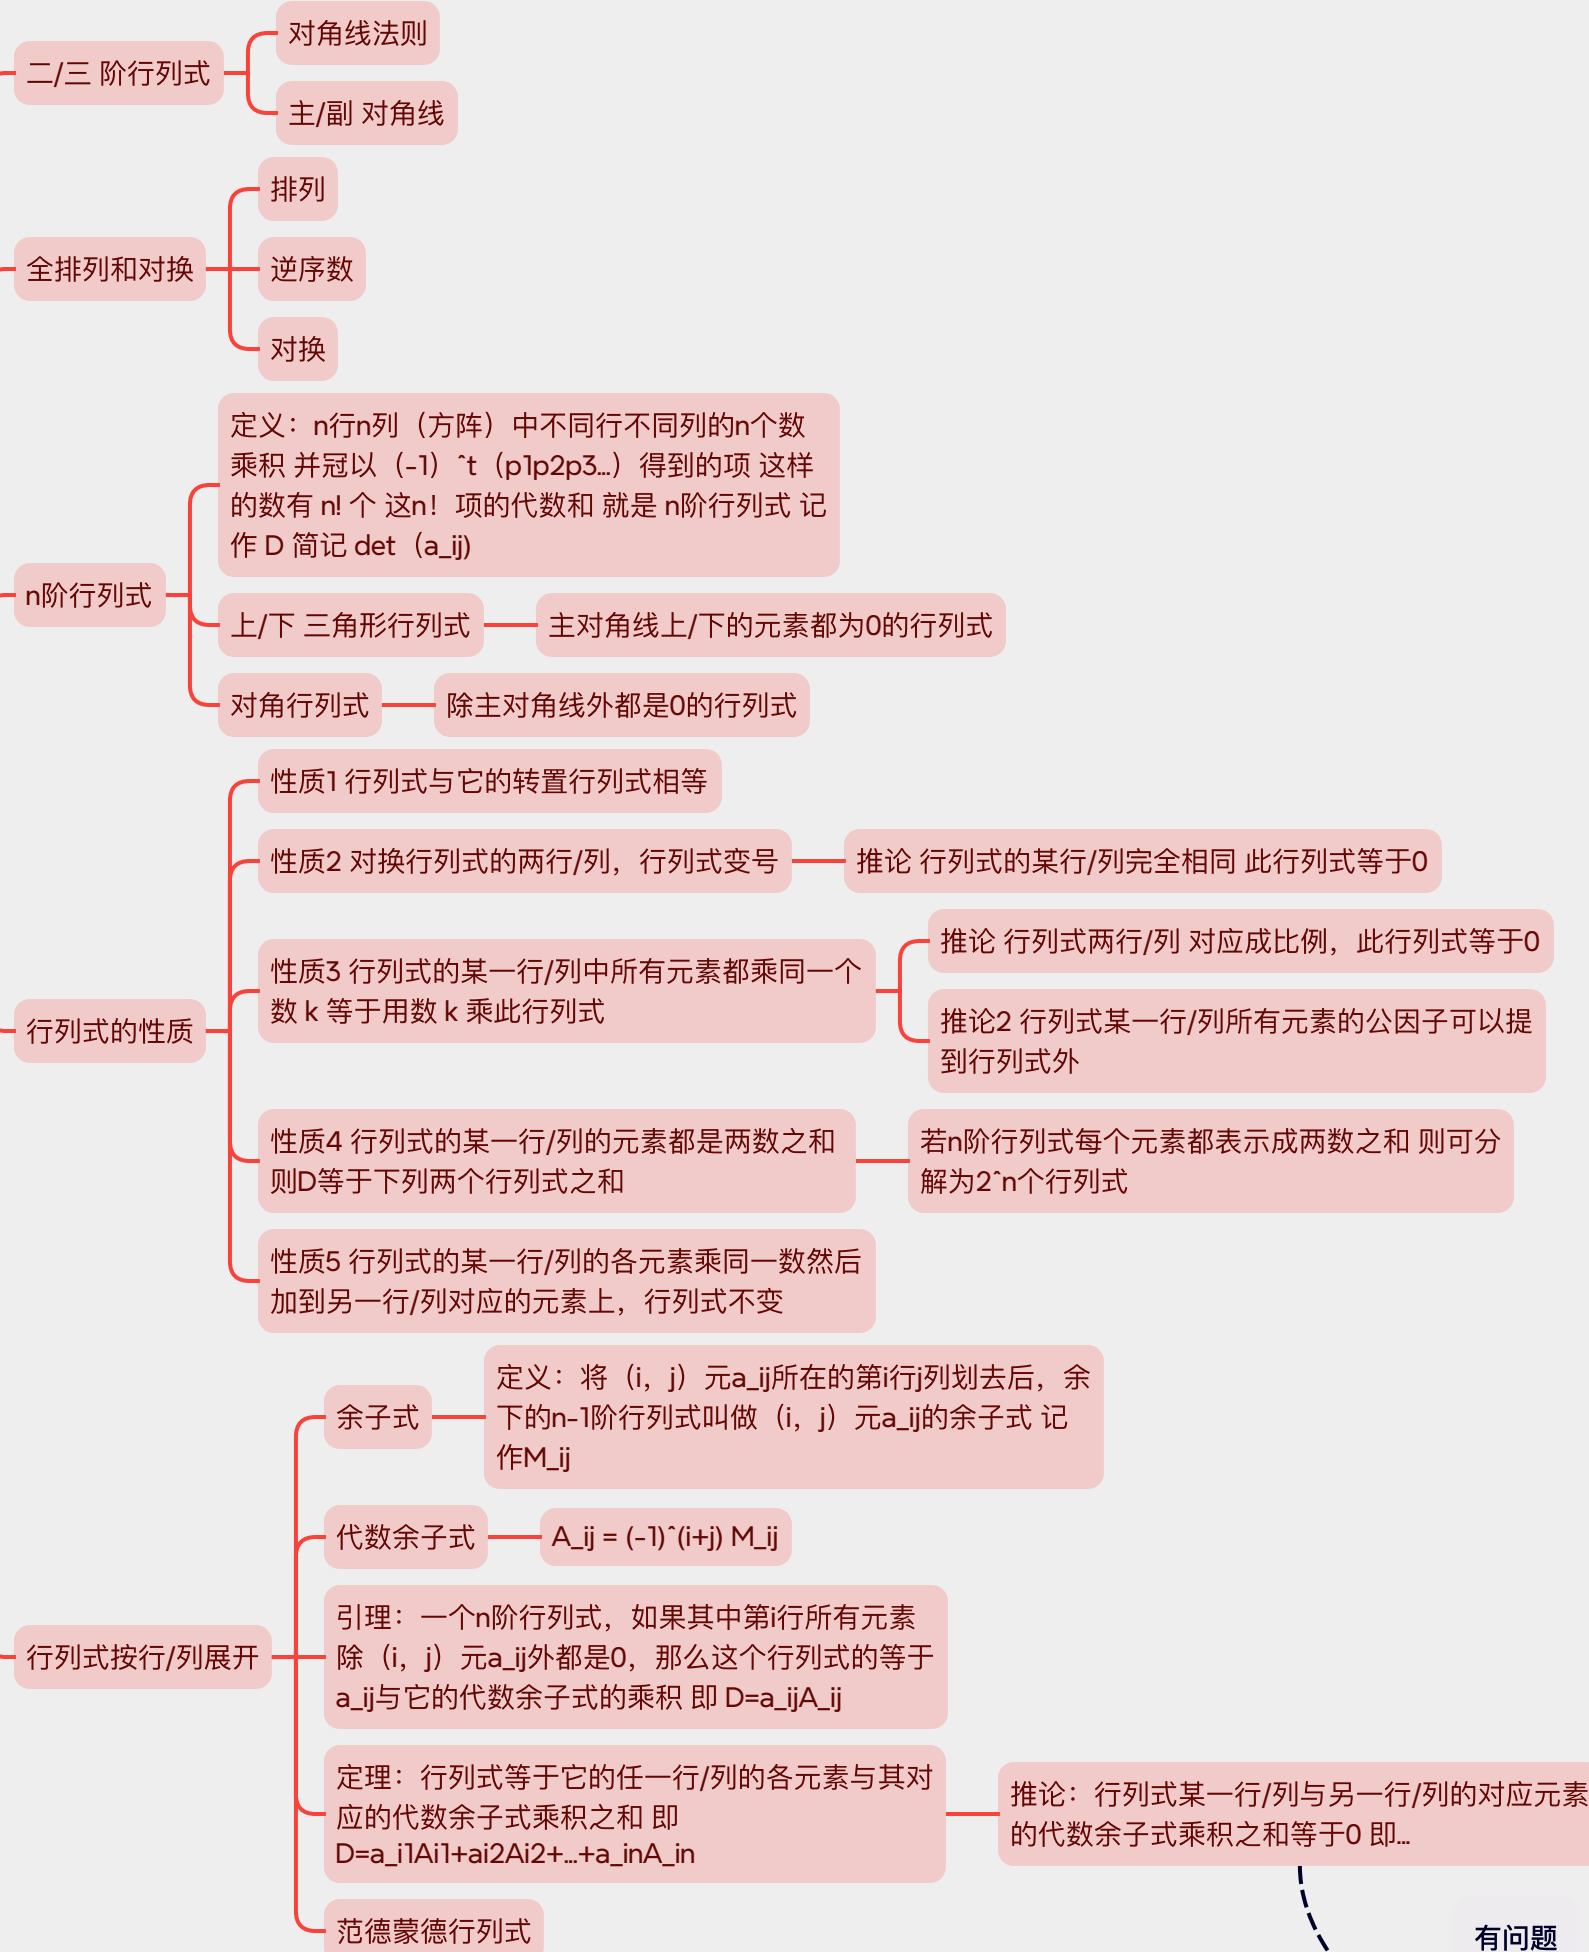 二/三 阶行列式
对角线法则
主/副 对角线
全排列和对换
排列
逆序数
对换
n阶行列式
定义：n行n列（方阵）中不同行不同列的n个数
乘积 并冠以（-1）^t（p1p2p3...）得到的项 这样
的数有 n! 个 这n！项的代数和 就是 n阶行列式 记
作 D 简记 det（a_ij)
上/下 三角形行列式
主对角线上/下的元素都为0的行列式
对角行列式
除主对角线外都是0的行列式
行列式的性质
性质1 行列式与它的转置行列式相等
性质2 对换行列式的两行/列，行列式变号
推论 行列式的某行/列完全相同 此行列式等于0
性质3 行列式的某一行/列中所有元素都乘同一个
数 k 等于用数 k 乘此行列式
推论 行列式两行/列 对应成比例，此行列式等于0
推论2 行列式某一行/列所有元素的公因子可以提
到行列式外
性质4 行列式的某一行/列的元素都是两数之和
则D等于下列两个行列式之和
若n阶行列式每个元素都表示成两数之和 则可分
解为2^n个行列式
性质5 行列式的某一行/列的各元素乘同一数然后
加到另一行/列对应的元素上，行列式不变
行列式按行/列展开
余子式
定义：将（i，j）元a_ij所在的第i行j列划去后，余
下的n-1阶行列式叫做（i，j）元a_ij的余子式 记
作M_ij
代数余子式
A_ij = (-1)^(i+j) M_ij
引理：一个n阶行列式，如果其中第i行所有元素
除（i，j）元a_ij外都是0，那么这个行列式的等于
a_ij与它的代数余子式的乘积 即 D=a_ijA_ij
定理：行列式等于它的任一行/列的各元素与其对
应的代数余子式乘积之和 即
D=a_i1Ai1+ai2Ai2+...+a_inA_in
推论：行列式某一行/列与另一行/列的对应元素
的代数余子式乘积之和等于0 即...
范德蒙德行列式
有问题